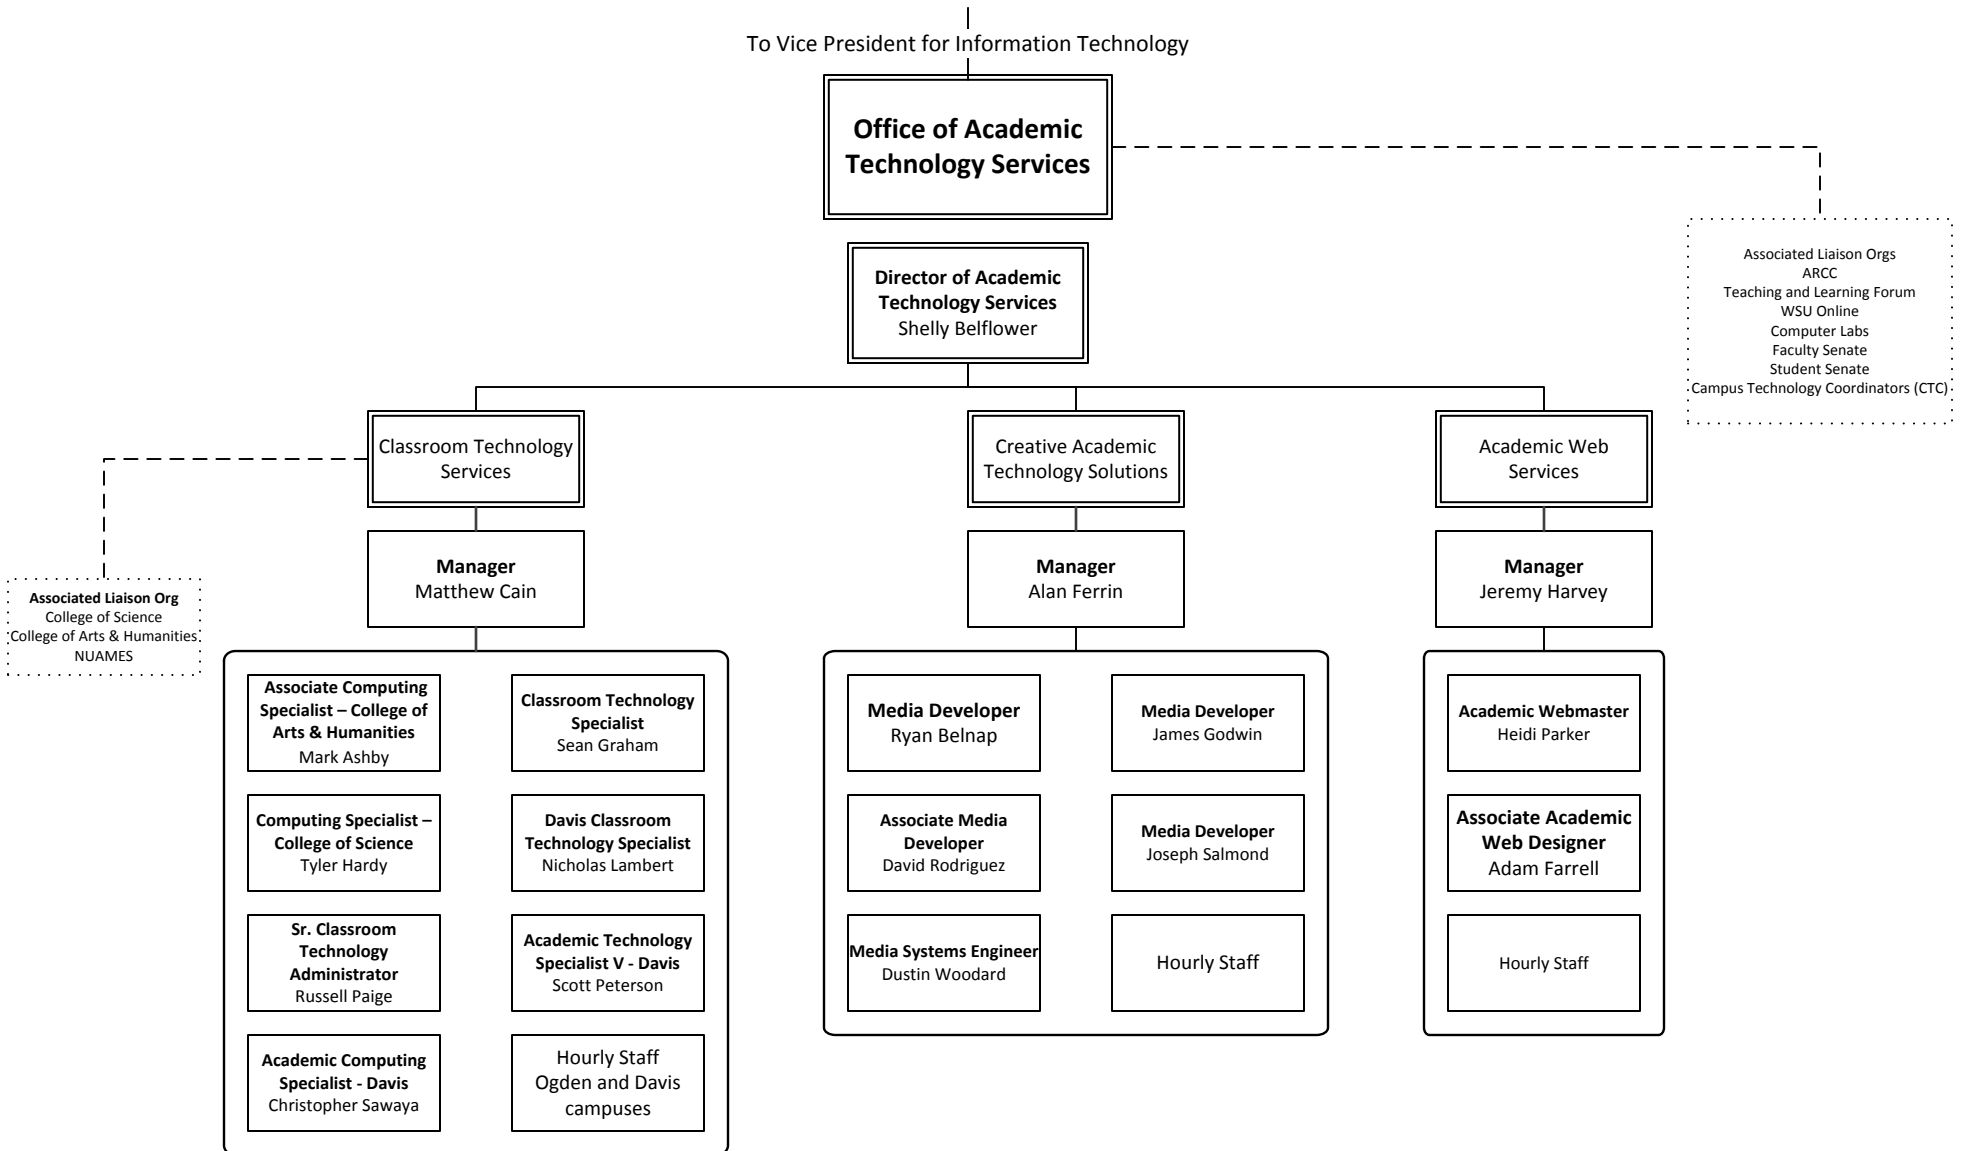 To Vice President for Information Technology
Office of Academic
Technology Services
Director of Academic
Technology Services
Shelly Belflower
Associated Liaison Orgs
ARCC
Teaching and Learning Forum
WSU Online
Computer Labs
Faculty Senate
Student Senate
Campus Technology Coordinators (CTC)
Classroom Technology
Services
Creative Academic
Technology Solutions
Academic Web
Services
Manager
Matthew Cain
Manager
Alan Ferrin
Manager
Jeremy Harvey
Associated Liaison Org
College of Science
College of Arts & Humanities
NUAMES
Associate Computing
Specialist – College of
Arts & Humanities
Mark Ashby
Classroom Technology
Specialist
Sean Graham
Computing Specialist –
College of Science
Tyler Hardy
Davis Classroom
Technology Specialist
Nicholas Lambert
Sr. Classroom
Technology
Administrator
Russell Paige
Academic Technology
Specialist V - Davis
Scott Peterson
Academic Computing
Specialist - Davis
Christopher Sawaya
Hourly Staff
Ogden and Davis
campuses
Media Developer
Ryan Belnap
Media Developer
James Godwin
Associate Media
Developer
David Rodriguez
Media Developer
Joseph Salmond
Media Systems Engineer
Dustin Woodard
Hourly Staff
Academic Webmaster
Heidi Parker
Associate Academic
Web Designer
Adam Farrell
Hourly Staff